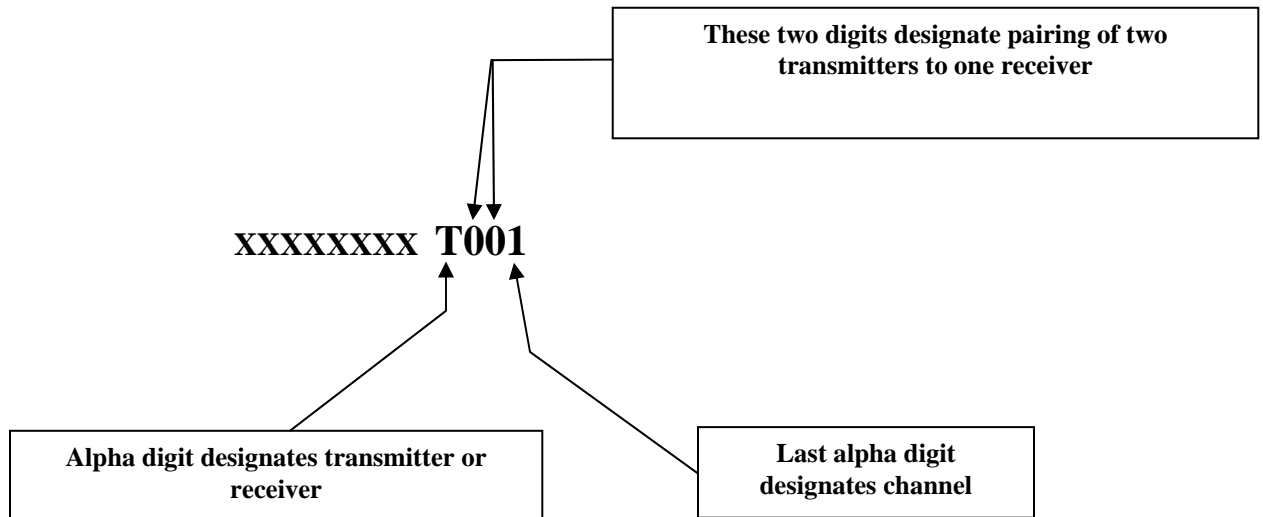 These two digits designate pairing of two
transmitters to one receiver
XXXXXXXX T001
Alpha digit designates transmitter or
receiver
Last alpha digit
designates channel